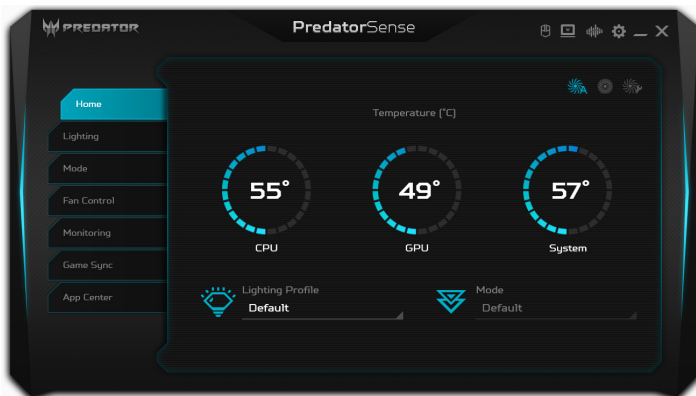 PREDATOR
PredatorSense
Home
Lighting
Mode
Fan Control
Monitoring
Game Sync
App Center
Temperature (°C)
55° 49° 57°
CPU GPU System
Lighting Profile Mode
Default Default